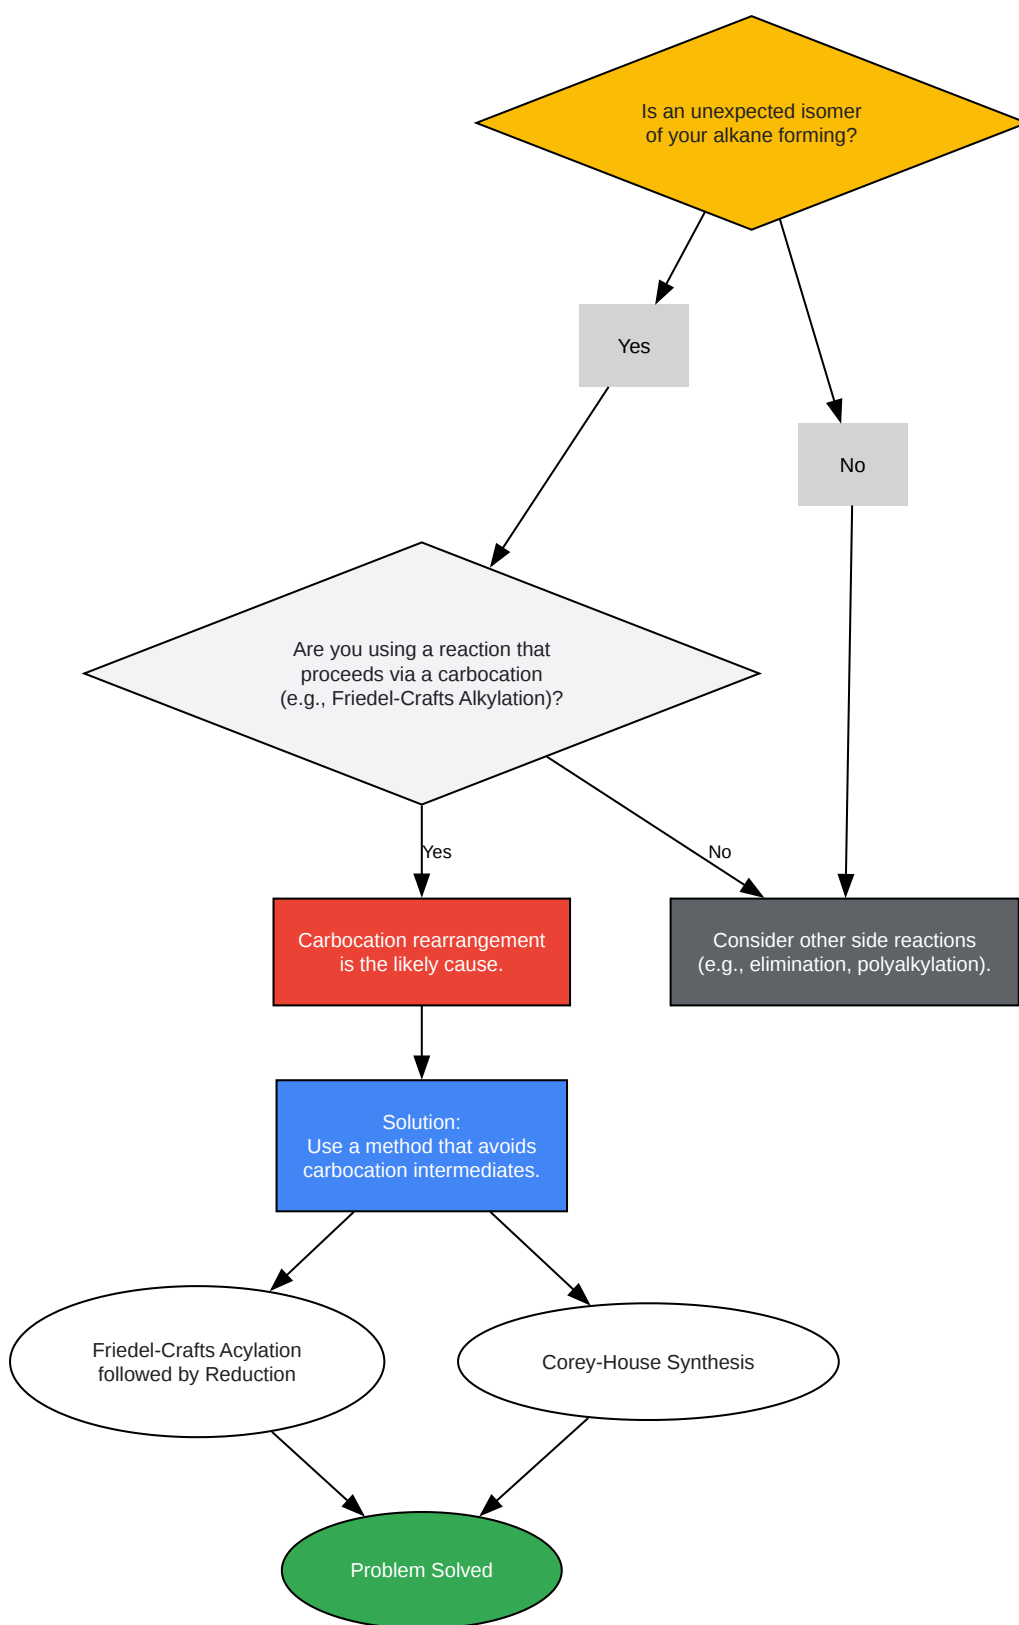 Is an unexpected isomer
of your alkane forming?
Yes
No
Are you using a reaction that
proceeds via a carbocation
(e.g., Friedel-Crafts Alkylation)?
Yes
No
Carbocation rearrangement
is the likely cause.
Consider other side reactions
(e.g., elimination, polyalkylation).
Solution:
Use a method that avoids
carbocation intermediates.
Friedel-Crafts Acylation
followed by Reduction
Corey-House Synthesis
Problem Solved